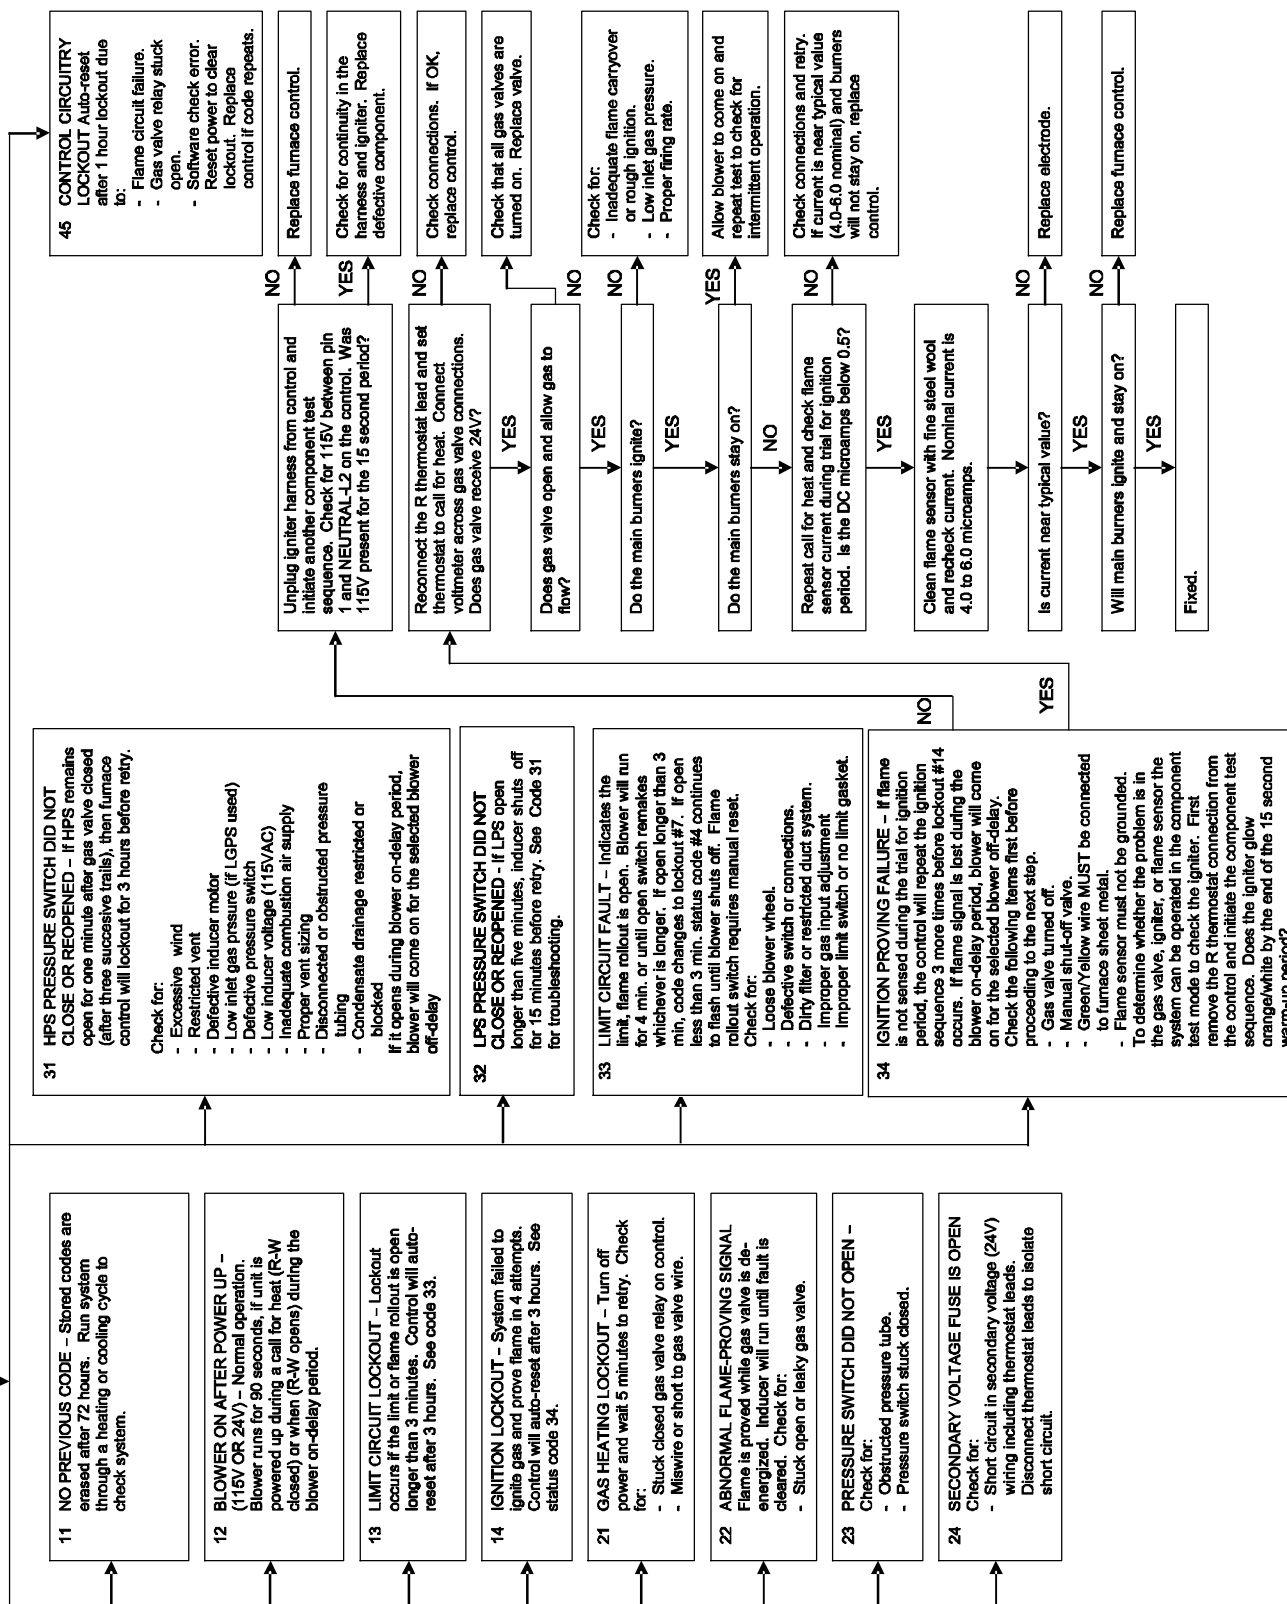 11 NO PREVIOUS CODE – Stored codes are
erased after 72 hours. Run system
through a heating or cooling cycle to
check system.
12 BLOWER ON AFTER POWER UP –
(115V OR 24V) – Normal operation.
Blower runs for 90 seconds, if unit is
powered up during a call for heat (R-W
closed) or when (R-W opens) during the
blower on-delay period.
13 LIMIT CIRCUIT LOCKOUT – Lockout
occurs if the limit or flame rollout is open
longer than 3 minutes. Control will auto-
reset after 3 hours. See code 33.
14 IGNITION LOCKOUT – System failed to
ignite gas and prove flame in 4 attempts.
Control will auto-reset after 3 hours. See
status code 34.
21 GAS HEATING LOCKOUT – Turn off
power and wait 5 minutes to retry. Check
for:
- Stuck closed gas valve relay on control.
- Miswire or short to gas valve wire.
22 ABNORMAL FLAME-PROVING SIGNAL
Flame is proved while gas valve is de-
energized. Inducer will run until fault is
cleared. Check for:
- Stuck open or leaky gas valve.
23 PRESSURE SWITCH DID NOT OPEN –
Check for:
- Obstructed pressure tube.
- Pressure switch stuck closed.
24 SECONDARY VOLTAGE FUSE IS OPEN
Check for:
- Short circuit in secondary voltage (24V)
wiring including thermostat leads.
Disconnect thermostat leads to isolate
short circuit.
31 HPS PRESSURE SWITCH DID NOT
CLOSE OR REOPENED – If HPS remains
open for one minute after gas valve closed
(after three succesive trails), then furnace
control will lockout for 3 hours before retry.
Check for:
- Excessive wind
- Restricted vent
- Defective inducer motor
- Low inlet gas prssure (if LGPS used)
- Defective pressure switch
- Low inducer voltage (115VAC)
- Inadequate combustion air supply
- Proper vent sizing
- Disconnected or obstructed pressure
tubing
- Condensate drainage restricted or
blocked
If it opens during blower on-delay period,
blower will come on for the selected blower
off-delay
32 LPS PRESSURE SWITCH DID NOT
CLOSE OR REOPENED - If LPS open
longer than five minutes, inducer shuts off
for 15 minutes before retry. See Code 31
for troubleshooting.
33 LIMIT CIRCUIT FAULT – Indicates the
limit, flame rollout is open. Blower will run
for 4 min. or until open switch remakes
whichever is longer. If open longer than 3
min, code changes to lockout #7. If open
less than 3 min. status code #4 continues
to flash until blower shuts off. Flame
rollout switch requires manual reset.
Check for:
- Loose blower wheel.
- Defective switch or connections.
- Dirty filter or restricted duct system.
- Improper gas input adjustment
- Improper limit switch or no limit gasket.
34 IGNITION PROVING FAILURE – If flame
is not sensed during the trial for ignition
period, the control will repeat the ignition
sequence 3 more times before lockout #14
occurs. If flame signal is lost during the
blower on-delay period, blower will come
on for the selected blower off-delay.
Check the following items first before
proceeding to the next step.
- Gas valve turned off.
- Manual shut-off valve.
- Green/Yellow wire MUST be connected
to furnace sheet metal.
- Flame sensor must not be grounded.
To determine whether the problem is in
the gas valve, igniter, or flame sensor the
system can be operated in the component
test mode to check the igniter. First
remove the R thermostat connection from
the control and initiate the component test
sequence. Does the igniter glow
orange/white by the end of the 15 second
warm-up period?
NO
YES
45 CONTROL CIRCUITRY
LOCKOUT Auto-reset
after 1 hour lockout due
to:
- Flame circuit failure.
- Gas valve relay stuck
open.
- Software check error.
Reset power to clear
lockout. Replace
control if code repeats.
Unplug igniter harness from control and
initiate another component test
sequence. Check for 115V between pin
1 and NEUTRAL-L2 on the control. Was
115V present for the 15 second period?
NO
Replace furnace control.
YES
Check for continuity in the
harness and igniter. Replace
defective component.
Reconnect the R thermostat lead and set
thermostat to call for heat. Connect
voltmeter across gas valve connections.
Does gas valve receive 24V?
NO
Check connections. If OK,
replace control.
YES
Does gas valve open and allow gas to
flow?
NO
Check that all gas valves are
turned on. Replace valve.
YES
Do the main burners ignite?
NO
Check for:
- Inadequate flame carryover
or rough ignition.
- Low inlet gas pressure.
- Proper firing rate.
YES
Do the main burners stay on?
YES
Allow blower to come on and
repeat test to check for
intermittent operation.
NO
Repeat call for heat and check flame
sensor current during trial for ignition
period. Is the DC microamps below 0.5?
NO
Check connections and retry.
If current is near typical value
(4.0-6.0 nominal) and burners
will not stay on, replace
control.
YES
Clean flame sensor with fine steel wool
and recheck current. Nominal current is
4.0 to 6.0 microamps.
Is current near typical value?
NO
Replace electrode.
YES
Will main burners ignite and stay on?
NO
Replace furnace control.
YES
Fixed.